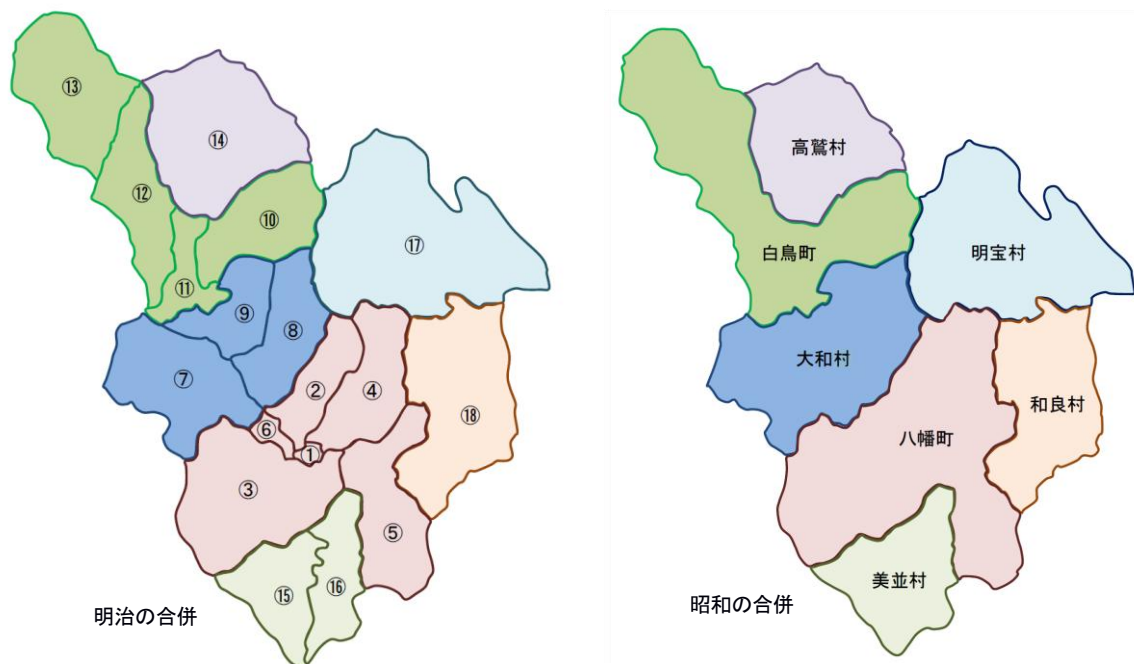 ⑬
⑭
⑫
⑩
⑰
⑪
⑨
⑧
⑦
②
④
⑥
⑱
①
③
⑤
⑮
⑯
明治の合併
高鷲村
白鳥町
明宝村
大和村
和良村
八幡町
美並村
昭和の合併